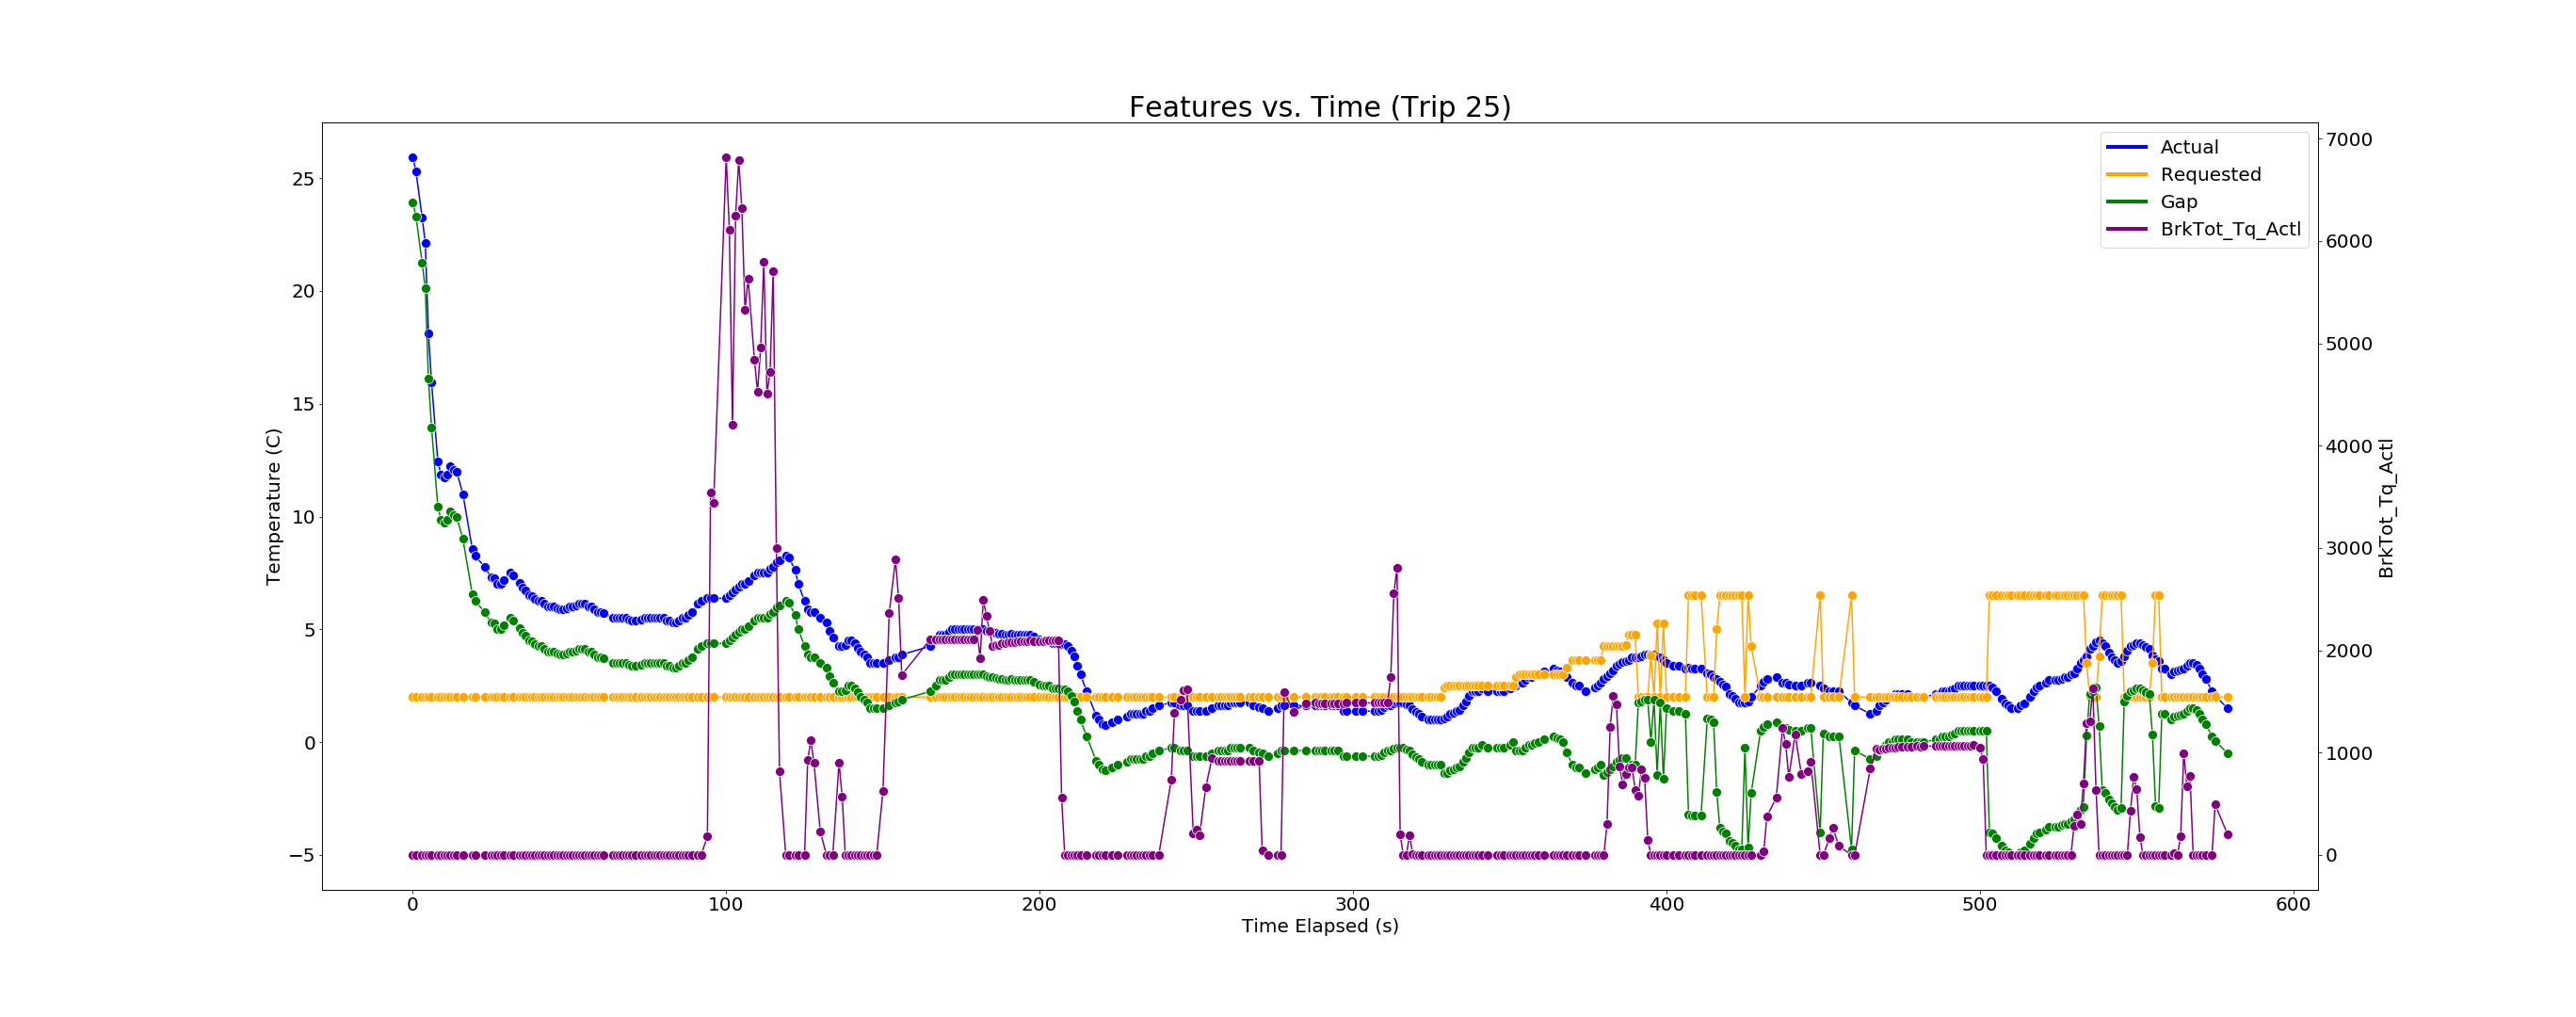 Features vs. Time (Trip 25)
Actual
Requested
Gap
BrkTot_Tq_Actl
Temperature (C)
25
20
15
10
5
0
−5
7000
6000
5000
4000
3000
2000
1000
0
BrkTot_Tq_Actl
0 100 200 300 400 500 600
Time Elapsed (s)